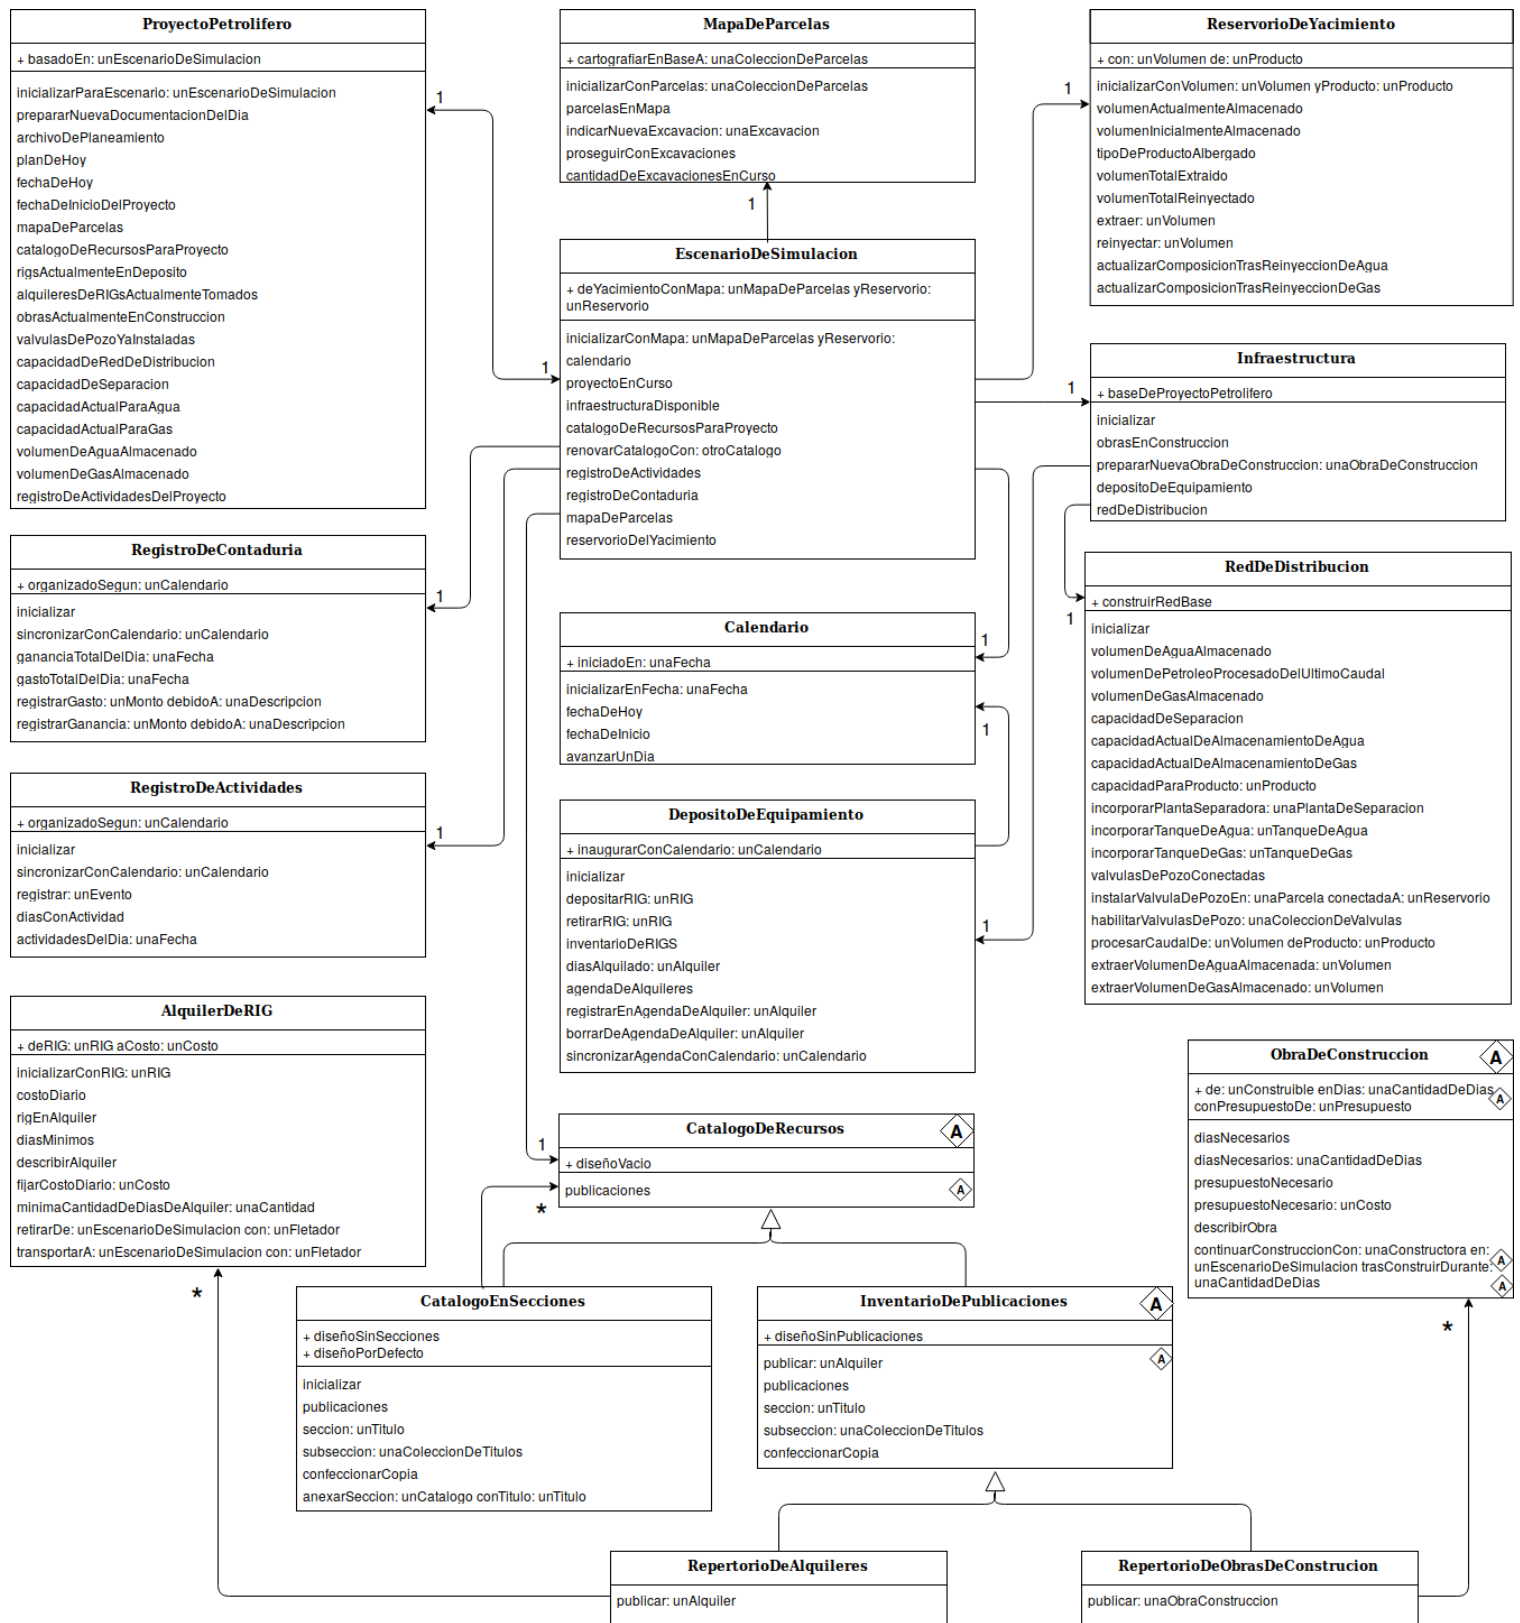 ProyectoPetrolifero
+ basadoEn: unEscenarioDeSimulacion
inicializarParaEscenario: unEscenarioDeSimulacion
prepararNuevaDocumentacionDelDia
archivoDePlaneamiento
planDeHoy
fechaDeHoy
fechaDeInicioDelProyecto
mapaDeParcelas
catalogoDeRecursosParaProyecto
rigsActualmenteEnDeposito
alquileresDeRIGsActualmenteTomados
obrasActualmenteEnConstruccion
valvulasDePozoYaInstaladas
capacidadDeRedDeDistribucion
capacidadDeSeparacion
capacidadActualParaAgua
capacidadActualParaGas
volumenDeAguaAlmacenado
volumenDeGasAlmacenado
registroDeActividadesDelProyecto
1
MapaDeParcelas
+ cartografiarEnBaseA: unaColeccionDeParcelas
inicializarConParcelas: unaColeccionDeParcelas
parcelasEnMapa
indicarNuevaExcavacion: unaExcavacion
proseguirConExcavaciones
cantidadDeExcavacionesEnCurso
1
ReservorioDeYacimiento
+ con: unVolumen de: unProducto
inicializarConVolumen: unVolumen yProducto: unProducto
volumenActualmenteAlmacenado
volumenInicialmenteAlmacenado
tipoDeProductoAlbergado
volumenTotalExtraido
volumenTotalReinyectado
extraer: unVolumen
reinyectar: unVolumen
actualizarComposicionTrasReinyeccionDeAgua
actualizarComposicionTrasReinyeccionDeGas
1
EscenarioDeSimulacion
+ deYacimientoConMapa: unMapaDeParcelas yReservorio:
unReservorio
inicializarConMapa: unMapaDeParcelas yReservorio:
calendario
proyectoEnCurso
infraestructuraDisponible
catalogoDeRecursosParaProyecto
renovarCatalogoCon: otroCatalogo
registroDeActividades
registroDeContaduria
mapaDeParcelas
reservorioDelYacimiento
1
Infraestructura
+ baseDeProyectoPetrolifero
inicializar
obrasEnConstruccion
prepararNuevaObraDeConstruccion: unaObraDeConstruccion
depositoDeEquipamiento
redDeDistribucion
1
RegistroDeContaduria
+ organizadoSegun: unCalendario
inicializar
sincronizarConCalendario: unCalendario
gananciaTotalDelDia: unaFecha
gastoTotalDelDia: unaFecha
registrarGasto: unMonto debidoA: unaDescripcion
registrarGanancia: unMonto debidoA: unaDescripcion
1
Calendario
+ iniciadoEn: unaFecha
inicializarEnFecha: unaFecha
fechaDeHoy
fechaDeInicio
avanzarUnDia
1
1
RedDeDistribucion
+ construirRedBase
inicializar
volumenDeAguaAlmacenado
volumenDePetroleoProcesadoDelUltimoCaudal
volumenDeGasAlmacenado
capacidadDeSeparacion
capacidadActualDeAlmacenamientoDeAgua
capacidadActualDeAlmacenamientoDeGas
capacidadParaProducto: unProducto
incorporarPlantaSeparadora: unaPlantaDeSeparacion
incorporarTanqueDeAgua: unTanqueDeAgua
incorporarTanqueDeGas: unTanqueDeGas
valvulasDePozoConectadas
instalarValvulaDePozoEn: unaParcela conectadaA: unReservorio
habilitarValvulasDePozo: unaColeccionDeValvulas
procesarCaudalDe: unVolumen deProducto: unProducto
extraerVolumenDeAguaAlmacenada: unVolumen
extraerVolumenDeGasAlmacenado: unVolumen
1
RegistroDeActividades
+ organizadoSegun: unCalendario
inicializar
sincronizarConCalendario: unCalendario
registrar: unEvento
diasConActividad
actividadesDelDia: unaFecha
1
DepositoDeEquipamiento
+ inaugurarConCalendario: unCalendario
inicializar
depositarRIG: unRIG
retirarRIG: unRIG
inventarioDeRIGS
diasAlquilado: unAlquiler
agendaDeAlquileres
registrarEnAgendaDeAlquiler: unAlquiler
borrarDeAgendaDeAlquiler: unAlquiler
sincronizarAgendaConCalendario: unCalendario
1
AlquilerDeRIG
+ deRIG: unRIG aCosto: unCosto
inicializarConRIG: unRIG
costoDiario
rigEnAlquiler
diasMinimos
describirAlquiler
fijarCostoDiario: unCosto
minimaCantidadDeDiasDeAlquiler: unaCantidad
retirarDe: unEscenarioDeSimulacion con: unFletador
transportarA: unEscenarioDeSimulacion con: unFletador
*
ObraDeConstruccion
A
+ de: unConstruible enDias: unaCantidadDeDias
conPresupuestoDe: unPresupuesto
A
diasNecesarios
diasNecesarios: unaCantidadDeDias
presupuestoNecesario
presupuestoNecesario: unCosto
describirObra
continuarConstruccionCon: unaConstructora en:
unEscenarioDeSimulacion trasConstruirDurante:
unaCantidadDeDias
A
A
*
CatalogoDeRecursos
A
+ diseñoVacio
publicaciones
A
1
*
CatalogoEnSecciones
+ diseñoSinSecciones
+ diseñoPorDefecto
inicializar
publicaciones
seccion: unTitulo
subseccion: unaColeccionDeTitulos
confeccionarCopia
anexarSeccion: unCatalogo conTitulo: unTitulo
InventarioDePublicaciones
A
+ diseñoSinPublicaciones
publicar: unAlquiler
A
publicaciones
seccion: unTitulo
subseccion: unaColeccionDeTitulos
confeccionarCopia
RepertorioDeAlquileres
publicar: unAlquiler
RepertorioDeObrasDeConstrucion
publicar: unaObraConstruccion